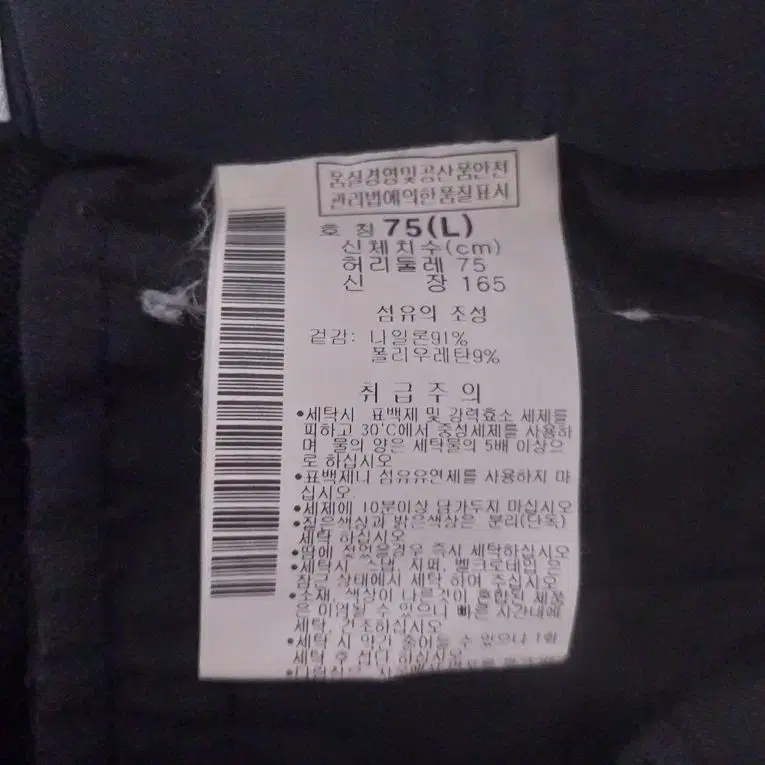 품질경영및공산품안전
관리법에의한품질표시
호 칭 75(L)
신체치수(cm)
허리둘레 75
신 장 165
섬유의 조성
겉감: 나일론91%
폴리우레탄9%
취급주의
•세탁시 표백제 및 강력효소 세제를
피하고 30°C에서 중성세제를 사용하
며 물의 양은 세탁물의 5배 이상으
로 하십시오
•표백제나 섬유유연제를 사용하지 마
십시오.
•세제에 10분이상 담가두지 마십시오
•짙은색상과 밝은색상은 분리(단독)
세탁 하십시오
•땀에 젖었을경우 즉시 세탁하십시오
•세탁시, 스냅, 지퍼, 벨크로테입 은
잠근 상태에서 세탁 하여 주십시오
•소재, 색상이 다른것이 혼합된 제품
은 이염될 수 있으니 빠른 시간내에
세탁, 건조하십시오
•세탁 시 약간 줄어들 수 있으나 1회
세탁 후 하십시오